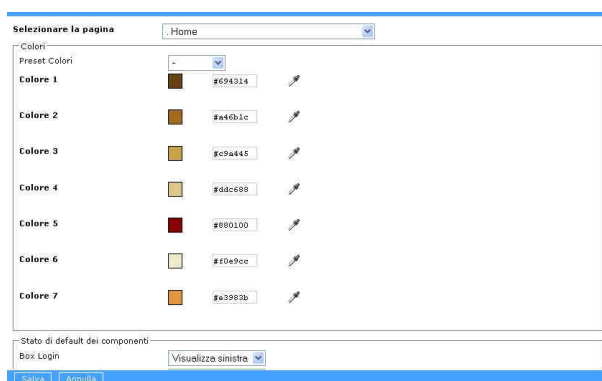 Selezionare la pagina . Home
Colori
Preset Colori -
Colore 1 #694314
Colore 2 #a46b1c
Colore 3 #c9a445
Colore 4 #ddc688
Colore 5 #880100
Colore 6 #f0e9cc
Colore 7 #e3983b
Stato di default dei componenti
Box Login Visualizza sinistra
Salva Annulla